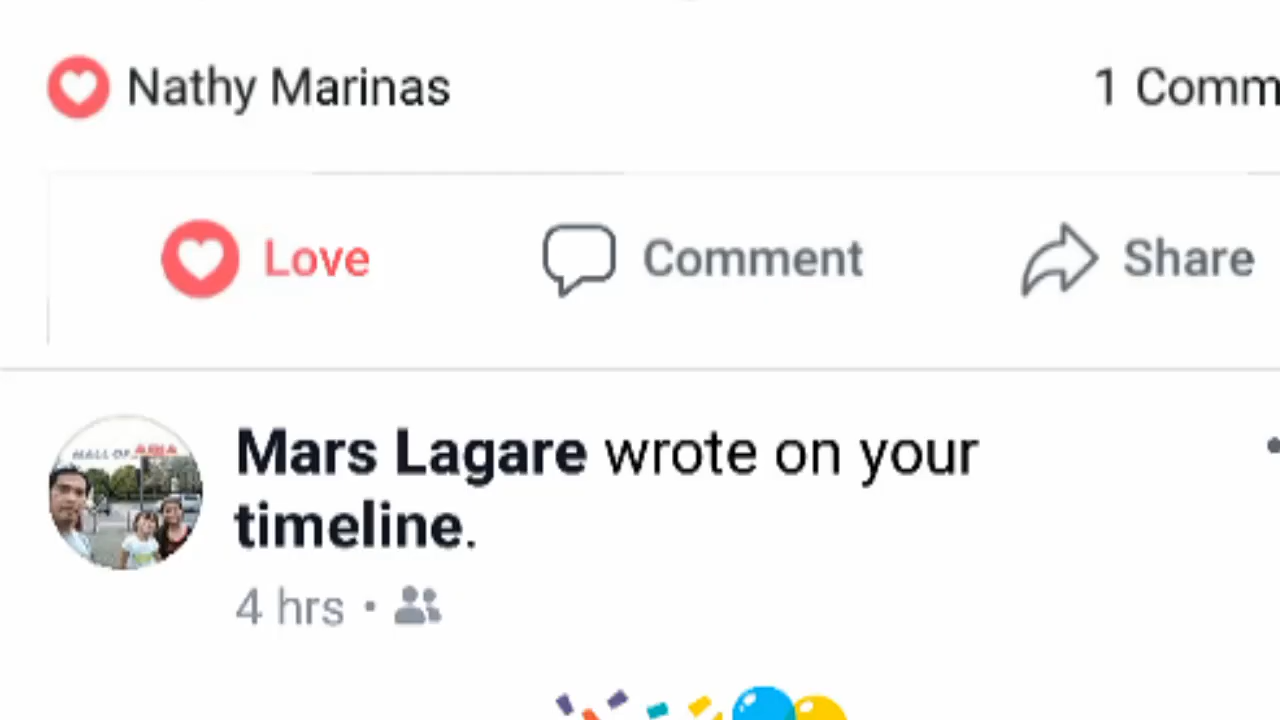 Nathy Marinas 1 Comm
Love Comment Share
MALL OF ASIA
Mars Lagare wrote on your
timeline.
4 hrs